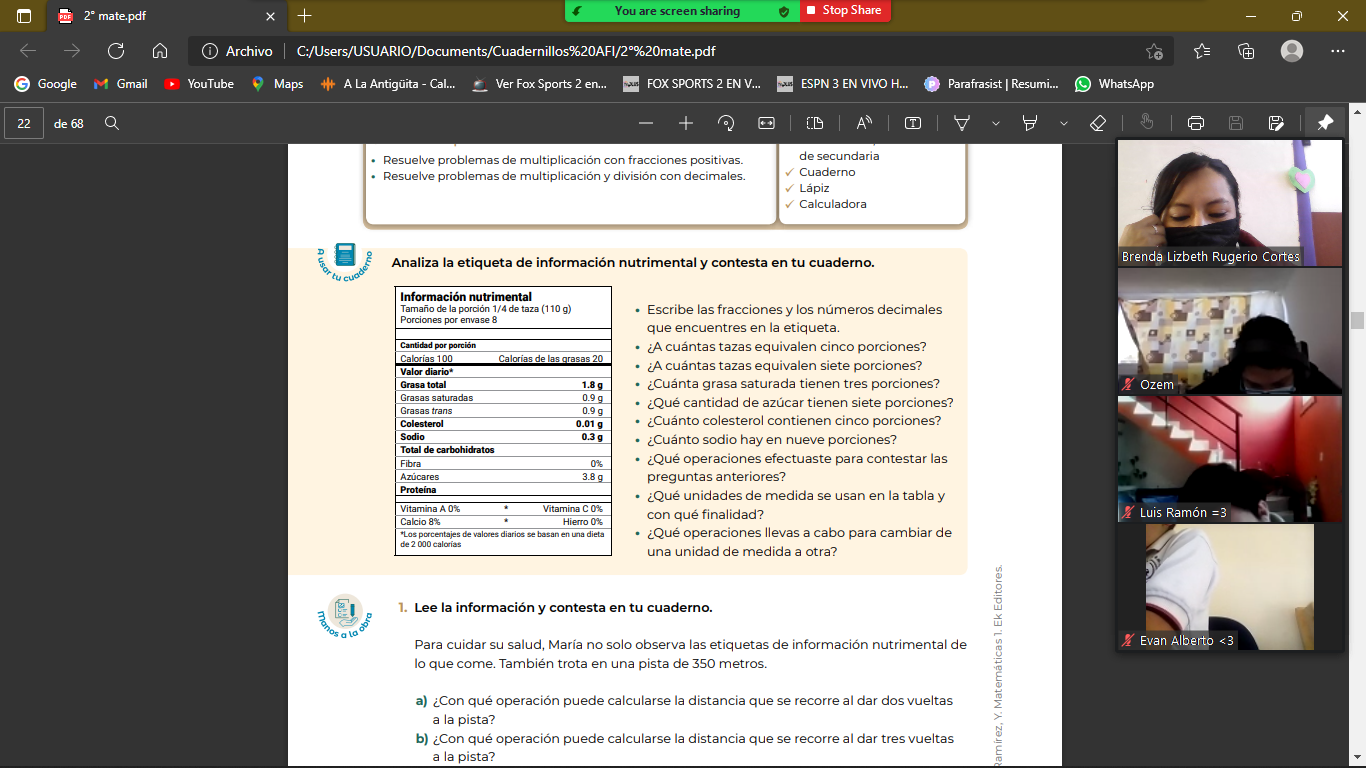 2° mate.pdf
You are screen sharing
Stop Share
Archivo
C:/Users/USUARIO/Documents/Cuadernillos%20AFI/2°%20mate.pdf
Google
Gmail
YouTube
Maps
A La Antigüita - Cal...
Ver Fox Sports 2 en...
FOX SPORTS 2 EN V...
ESPN 3 EN VIVO H...
Parafrasist | Resumi...
WhatsApp
22 de 68
Resuelve problemas de multiplicación con fracciones positivas.
Resuelve problemas de multiplicación y división con decimales.
de secundaria
Cuaderno
Lápiz
Calculadora
A usar tu cuaderno
Analiza la etiqueta de información nutrimental y contesta en tu cuaderno.
Información nutrimental
Tamaño de la porción 1/4 de taza (110 g)
Porciones por envase 8
Cantidad por porción
Calorías 100 Calorías de las grasas 20
Valor diario*
Grasa total 1.8 g
Grasas saturadas 0.9 g
Grasas trans 0.9 g
Colesterol 0.01 g
Sodio 0.3 g
Total de carbohidratos
Fibra 0%
Azúcares 3.8 g
Proteína
Vitamina A 0% * Vitamina C 0%
Calcio 8% * Hierro 0%
*Los porcentajes de valores diarios se basan en una dieta
de 2 000 calorías
• Escribe las fracciones y los números decimales
que encuentres en la etiqueta.
• ¿A cuántas tazas equivalen cinco porciones?
• ¿A cuántas tazas equivalen siete porciones?
• ¿Cuánta grasa saturada tienen tres porciones?
• ¿Qué cantidad de azúcar tienen siete porciones?
• ¿Cuánto colesterol contienen cinco porciones?
• ¿Cuánto sodio hay en nueve porciones?
• ¿Qué operaciones efectuaste para contestar las
preguntas anteriores?
• ¿Qué unidades de medida se usan en la tabla y
con qué finalidad?
• ¿Qué operaciones llevas a cabo para cambiar de
una unidad de medida a otra?
Manos a la obra
1. Lee la información y contesta en tu cuaderno.
Para cuidar su salud, María no solo observa las etiquetas de información nutrimental de
lo que come. También trota en una pista de 350 metros.
a) ¿Con qué operación puede calcularse la distancia que se recorre al dar dos vueltas
a la pista?
b) ¿Con qué operación puede calcularse la distancia que se recorre al dar tres vueltas
a la pista?
Ramírez, Y. Matemáticas 1. Ek Editores.
Brenda Lizbeth Rugerio Cortes
Ozem
Luis Ramón =3
Evan Alberto <3